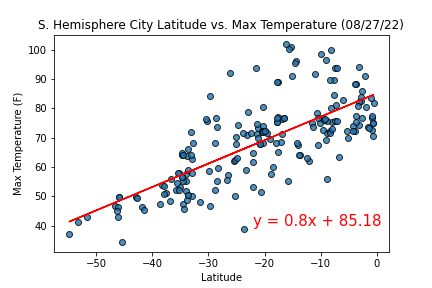 S. Hemisphere City Latitude vs. Max Temperature (08/27/22)
Max Temperature (F)
100
90
80
70
60
50
40
y = 0.8x + 85.18
−50 −40 −30 −20 −10 0
Latitude